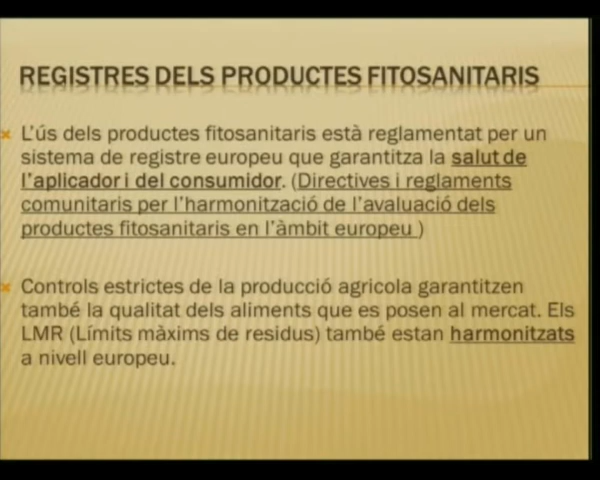 REGISTRES DELS PRODUCTES FITOSANITARIS
L'ús dels productes fitosanitaris està reglamentat per un
sistema de registre europeu que garantitza la salut de
l'aplicador i del consumidor. (Directives i reglaments
comunitaris per l'harmonització de l'avaluació dels
productes fitosanitaris en l'àmbit europeu )
Controls estrictes de la producció agricola garantitzen
també la qualitat dels aliments que es posen al mercat. Els
LMR (Límits màxims de residus) també estan harmonitzats
a nivell europeu.